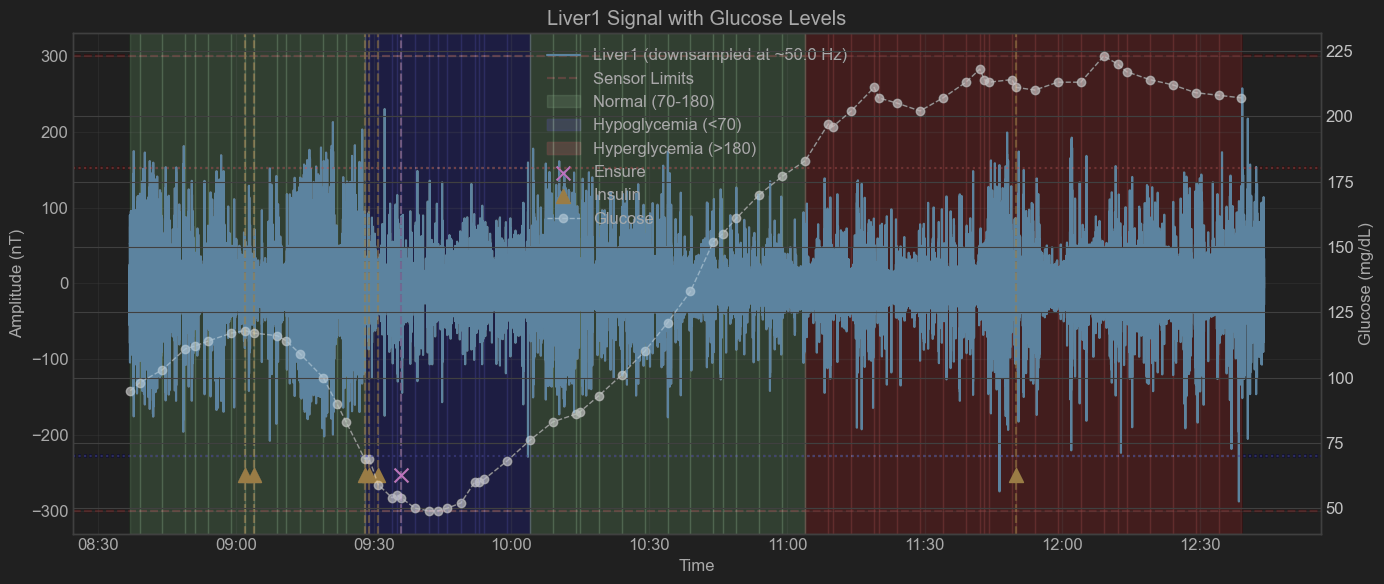 Liver1 Signal with Glucose Levels
Liver1 (downsampled at ~50.0 Hz)
Sensor Limits
Normal (70-180)
Hypoglycemia (<70)
Hyperglycemia (>180)
Ensure
Insulin
Glucose
Amplitude (nT)
300
200
100
0
−100
−200
−300
Glucose (mg/dL)
225
200
175
150
125
100
75
50
08:30 09:00 09:30 10:00 10:30 11:00 11:30 12:00 12:30
Time